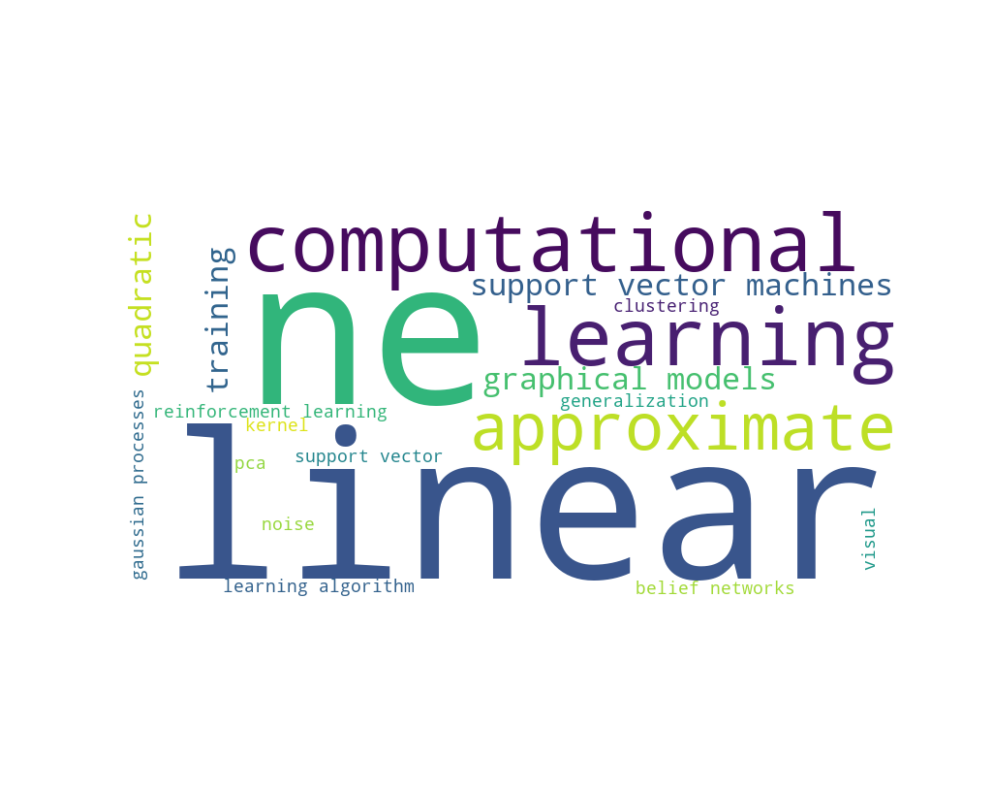 computational
quadratic
training
support vector machines
ne
clustering
learning
graphical models
generalization
reinforcement learning
approximate
kernel
gaussian processes
support vector
pca
linear
noise
visual
learning algorithm
belief networks